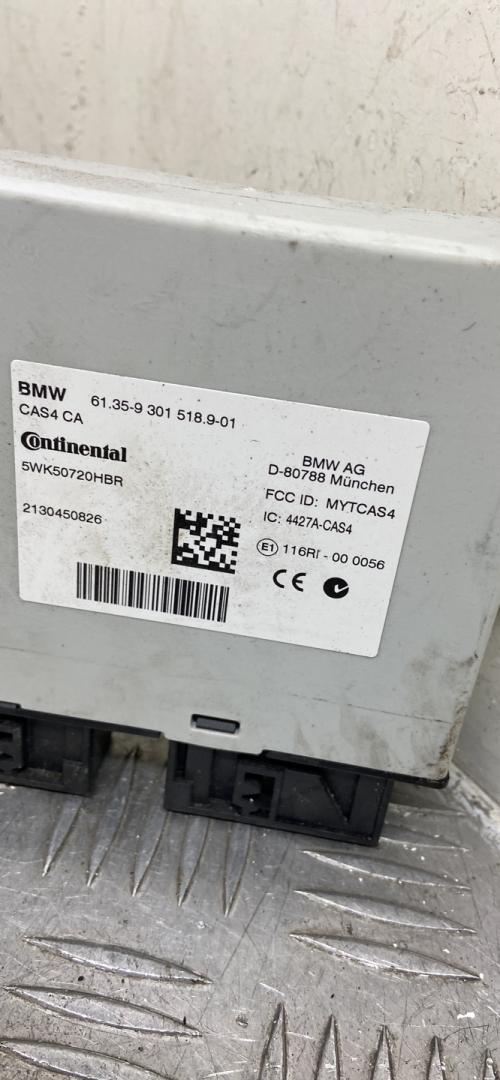 BMW 61.35-9 301 518.9-01
CAS4 CA
Continental
5WK50720HBR
2130450826
BMW AG
D-80788 München
FCC ID: MYTCAS4
IC: 4427A-CAS4
E1 116RI - 00 0056
CE